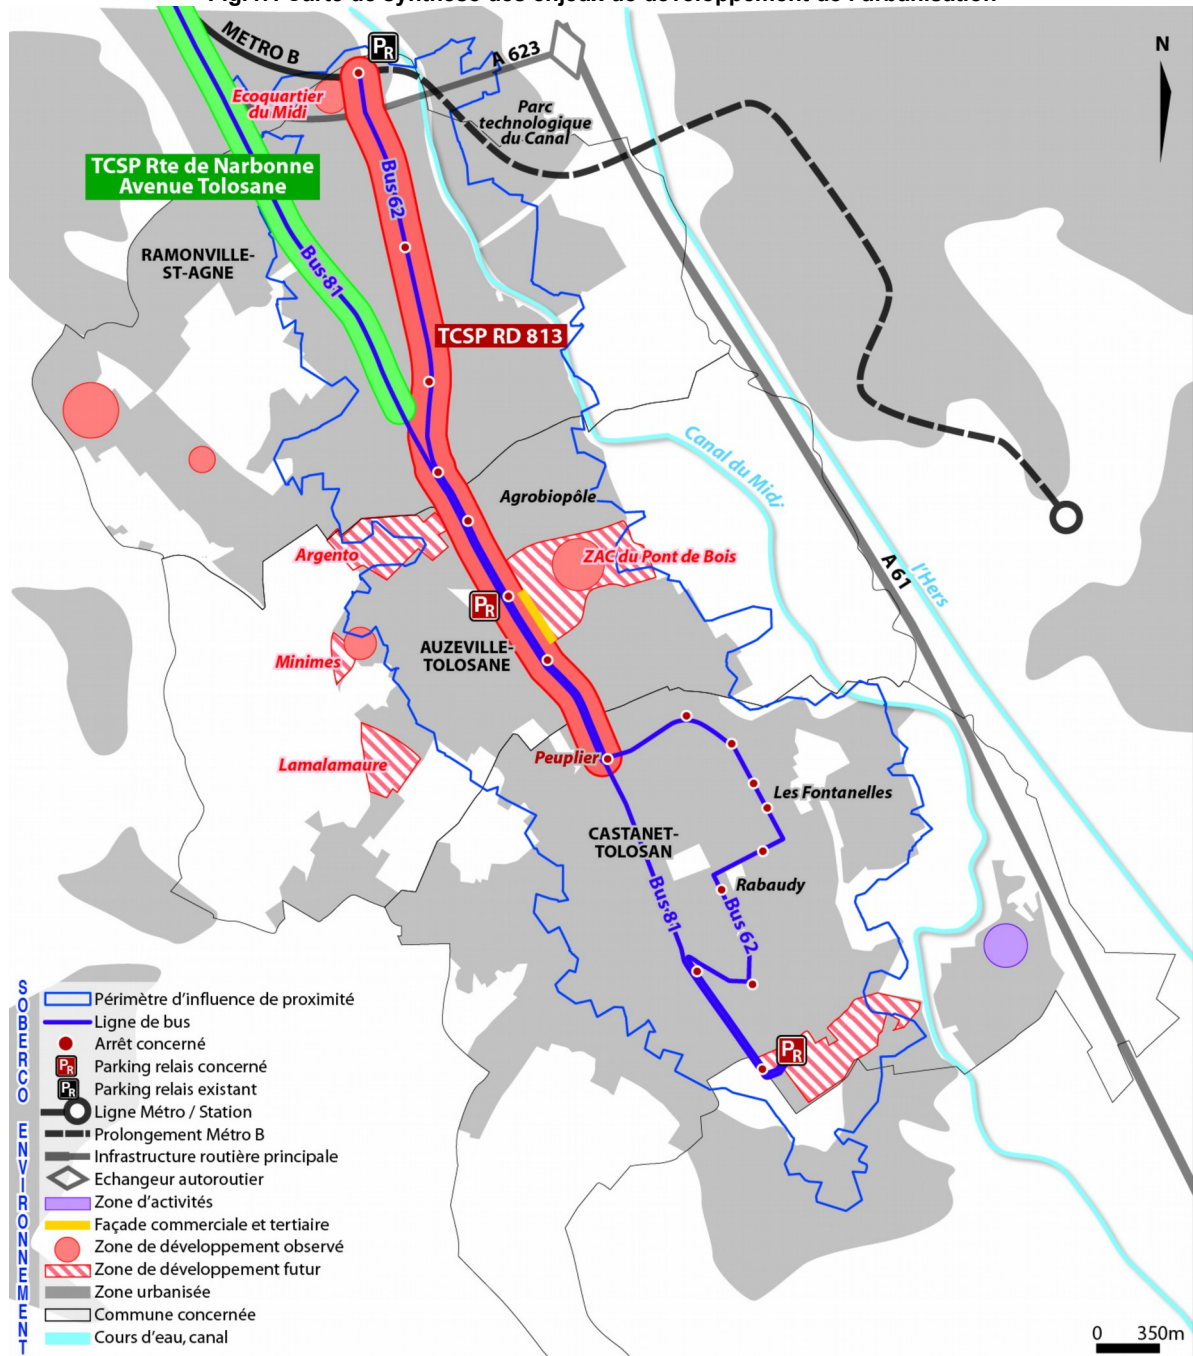 METRO B
PR
A 623
N
Ecoquartier
du Midi
Parc
technologique
du Canal
TCSP Rte de Narbonne
Avenue Tolosane
Bus 62
RAMONVILLE-
ST-AGNE
Bus 81
TCSP RD 813
Canal du Midi
Agrobiopôle
Argento
ZAC du Pont de Bois
A 61
l'Hers
PR
AUZEVILLE-
TOLOSANE
Minimes
Peuplier
Lamalamaure
Les Fontanelles
CASTANET-
TOLOSAN
Rabaudy
Bus 81
Bus 62
PR
SOBERCO ENVIRONNEMENT
Périmètre d'influence de proximité
Ligne de bus
Arrêt concerné
PR Parking relais concerné
PR Parking relais existant
Ligne Métro / Station
Prolongement Métro B
Infrastructure routière principale
Echangeur autoroutier
Zone d'activités
Façade commerciale et tertiaire
Zone de développement observé
Zone de développement futur
Zone urbanisée
Commune concernée
Cours d'eau, canal
0 350m